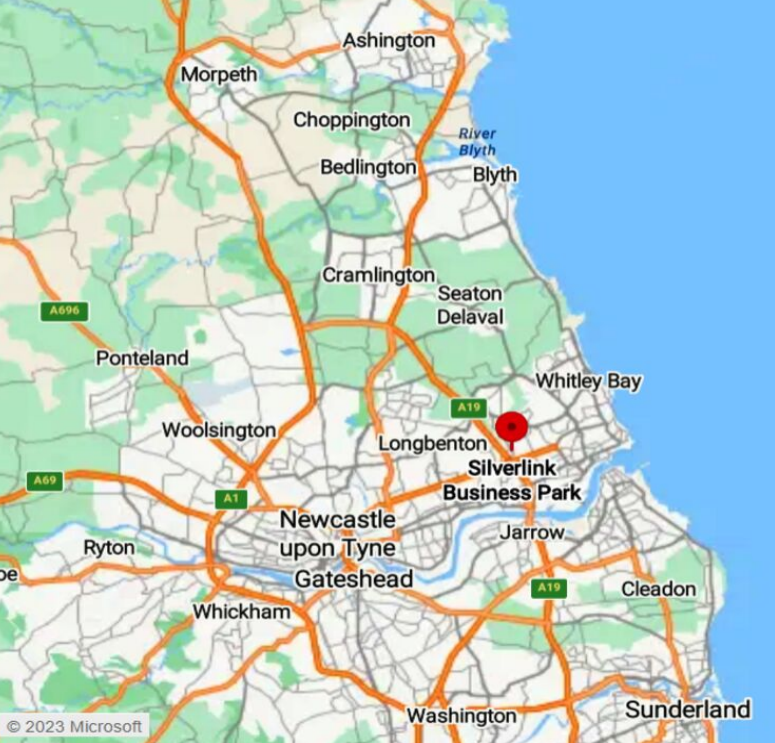 Ashington
Morpeth
Choppington
River
Blyth
Bedlington
Blyth
Cramlington
Seaton
Delaval
A696
Ponteland
Whitley Bay
A19
Woolsington
Longbenton
Silverlink
Business Park
A69
A1
Newcastle
upon Tyne
Jarrow
Ryton
oe
Gateshead
A19
Cleadon
Whickham
Sunderland
Washington
© 2023 Microsoft